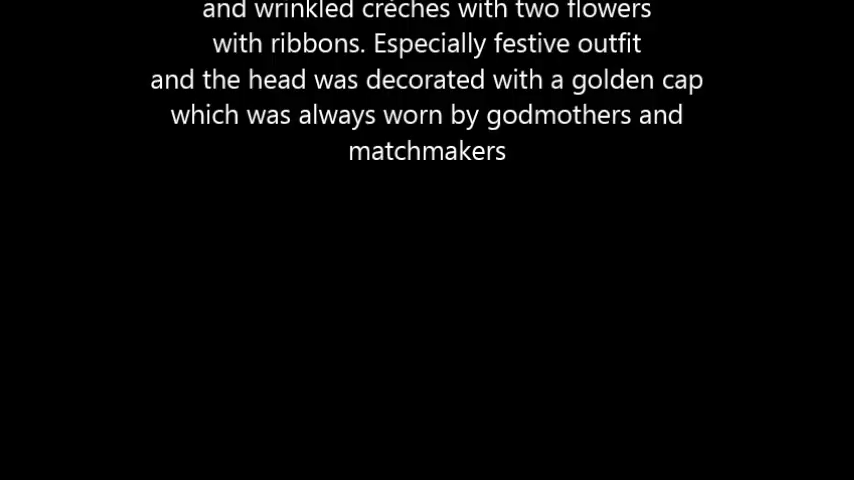 and wrinkled crèches with two flowers
with ribbons. Especially festive outfit
and the head was decorated with a golden cap
which was always worn by godmothers and
matchmakers